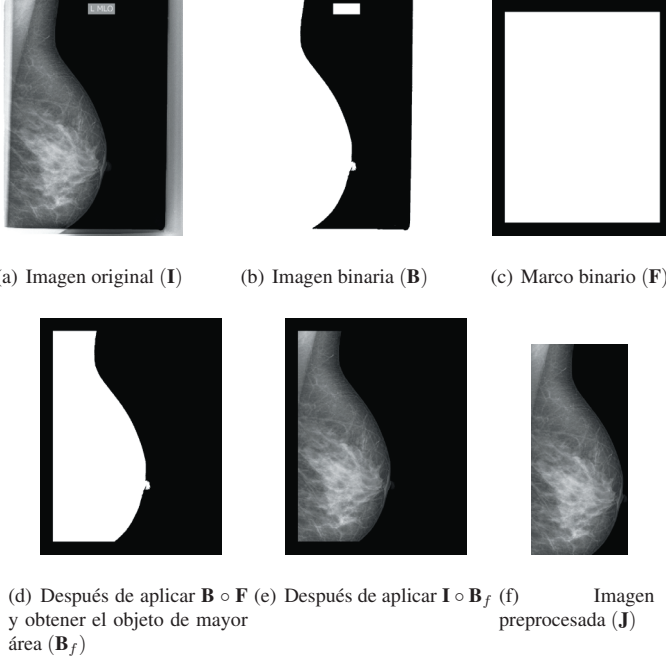 L MLO
(a) Imagen original (I)
(b) Imagen binaria (B)
(c) Marco binario (F)
(d) Después de aplicar B ∘ F
y obtener el objeto de mayor
área (B_f)
(e) Después de aplicar I ∘ B_f
(f) Imagen
preprocesada (J)